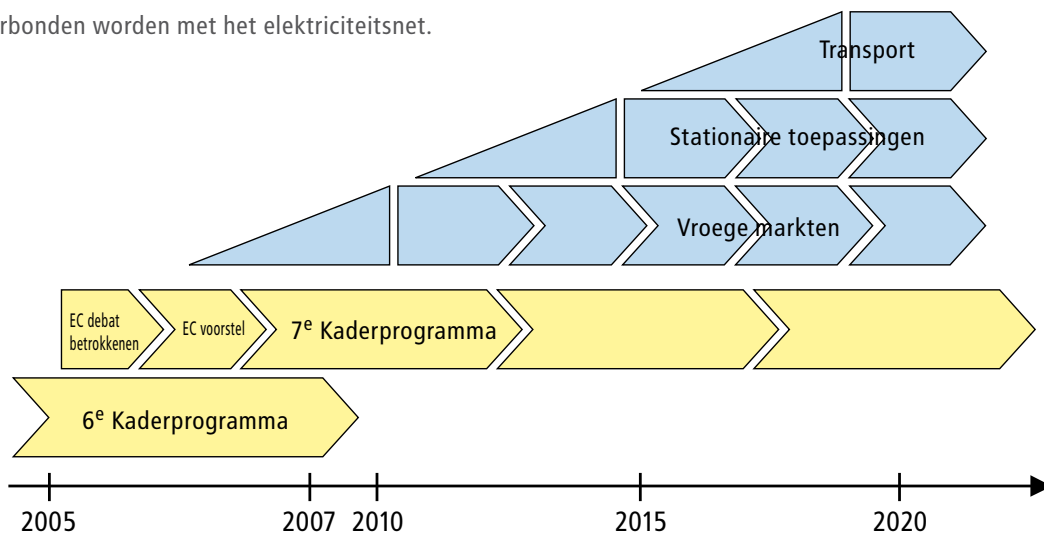 rbonden worden met het elektriciteitsnet.
Transport
Stationaire toepassingen
Vroege markten
EC debat
betrokkenen
EC voorstel
7e Kaderprogramma
6e Kaderprogramma
2005 2007 2010 2015 2020